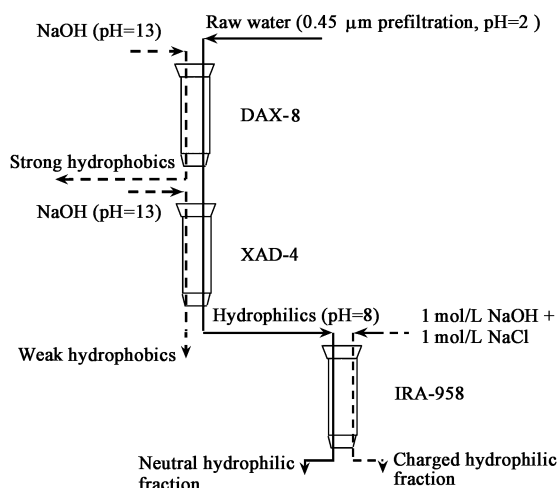 NaOH (pH=13)
Raw water (0.45 μm prefiltration, pH=2 )
DAX-8
Strong hydrophobics
NaOH (pH=13)
XAD-4
Hydrophilics (pH=8)
1 mol/L NaOH +
1 mol/L NaCl
Weak hydrophobics
IRA-958
Neutral hydrophilic
fraction
Charged hydrophilic
fraction